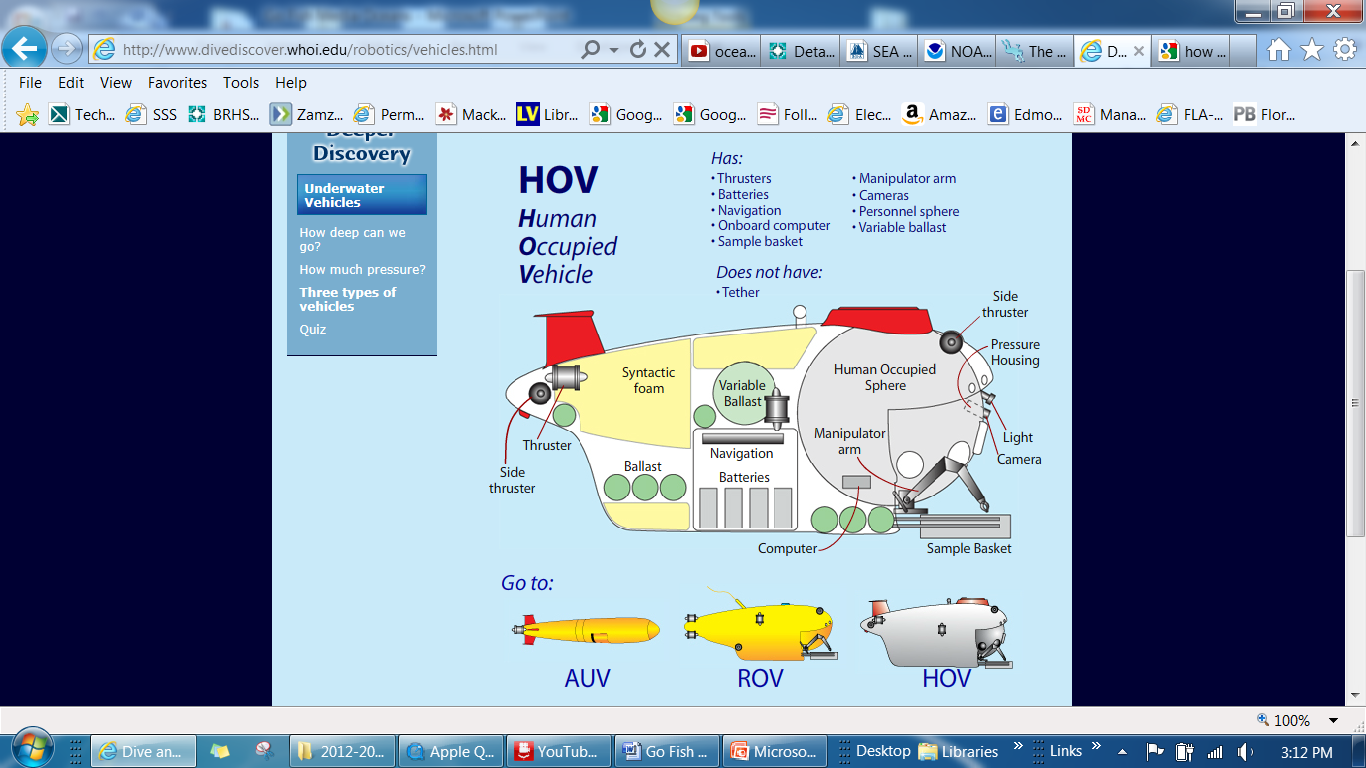 http://www.divediscover.whoi.edu/robotics/vehicles.html
ocea...
Deta...
SEA ...
NOA...
The ...
D...
how ...
File Edit View Favorites Tools Help
Tech...
SSS
BRHS...
Zamz...
Perm...
Mack...
LV Libr...
Goog...
Goog...
Foll...
Elec...
Amaz...
Edmo...
SD MC Mana...
FLA-...
PB Flor...
Deeper
Discovery
Underwater
Vehicles
How deep can we
go?
How much pressure?
Three types of
vehicles
Quiz
HOV
Human
Occupied
Vehicle
Has:
• Thrusters
• Batteries
• Navigation
• Onboard computer
• Sample basket
• Manipulator arm
• Cameras
• Personnel sphere
• Variable ballast
Does not have:
• Tether
Side
thruster
Pressure
Housing
Human Occupied
Sphere
Syntactic
foam
Variable
Ballast
Manipulator
arm
Light
Camera
Thruster
Navigation
Side
thruster
Ballast
Batteries
Computer
Sample Basket
Go to:
AUV
ROV
HOV
100%
Dive an...
2012-20...
Apple Q...
YouTub...
Go Fish ...
Microso...
Desktop
Libraries
»
Links
»
3:12 PM